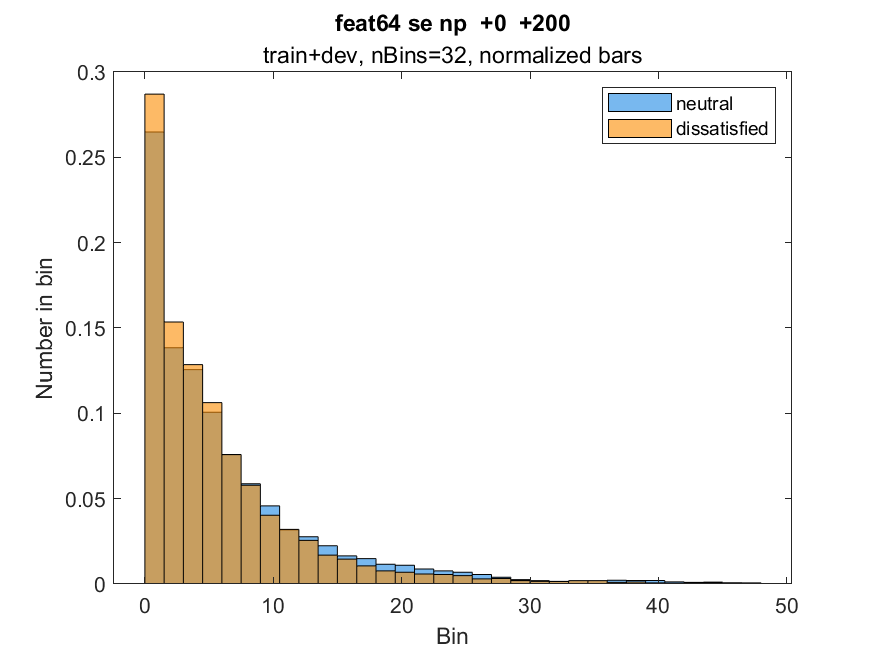 feat64 se np  +0  +200
train+dev, nBins=32, normalized bars
neutral
dissatisfied
Number in bin
0.3
0.25
0.2
0.15
0.1
0.05
0
0 10 20 30 40 50
Bin